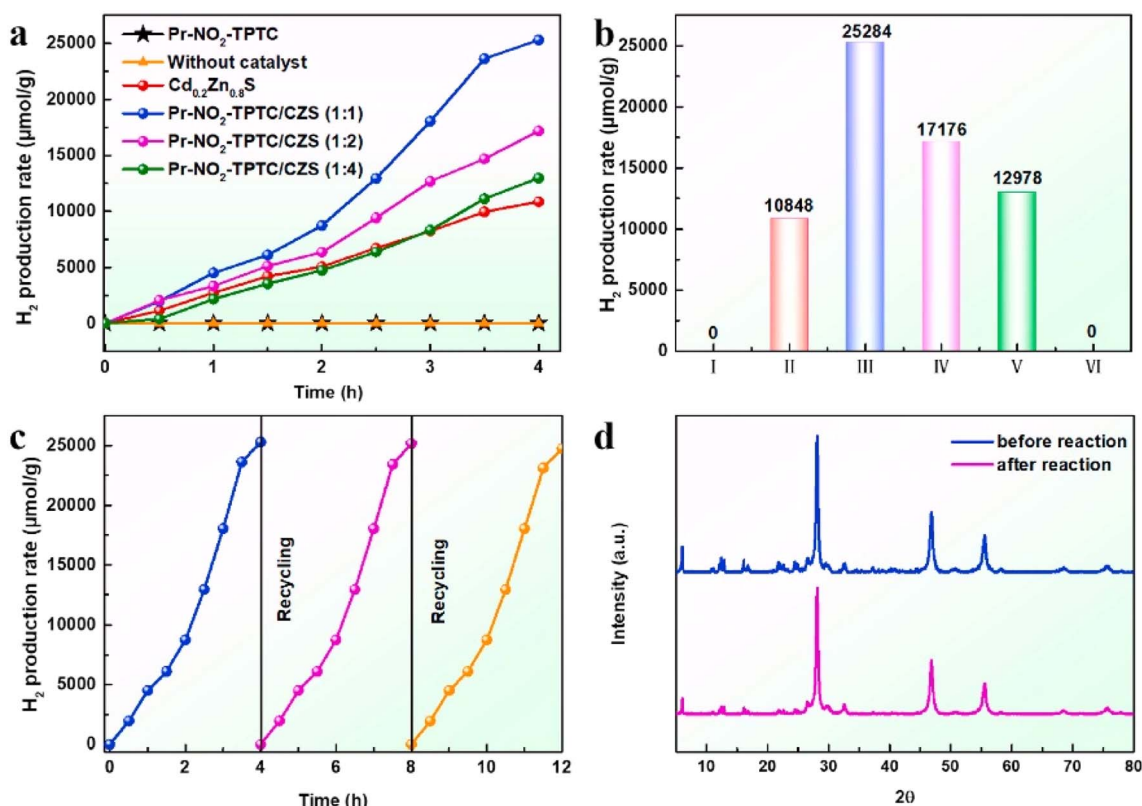 a
H₂ production rate (μmol/g)
25000
20000
15000
10000
5000
0
Pr-NO₂-TPTC
Without catalyst
Cd₀.₂Zn₀.₈S
Pr-NO₂-TPTC/CZS (1:1)
Pr-NO₂-TPTC/CZS (1:2)
Pr-NO₂-TPTC/CZS (1:4)
0 1 2 3 4
Time (h)
b
H₂ production rate (μmol/g)
25000
20000
15000
10000
5000
0
0
10848
25284
17176
12978
0
I II III IV V VI
c
H₂ production rate (μmol/g)
25000
20000
15000
10000
5000
0
Recycling
Recycling
0 2 4 6 8 10 12
Time (h)
d
Intensity (a.u.)
before reaction
after reaction
10 20 30 40 50 60 70 80
2θ